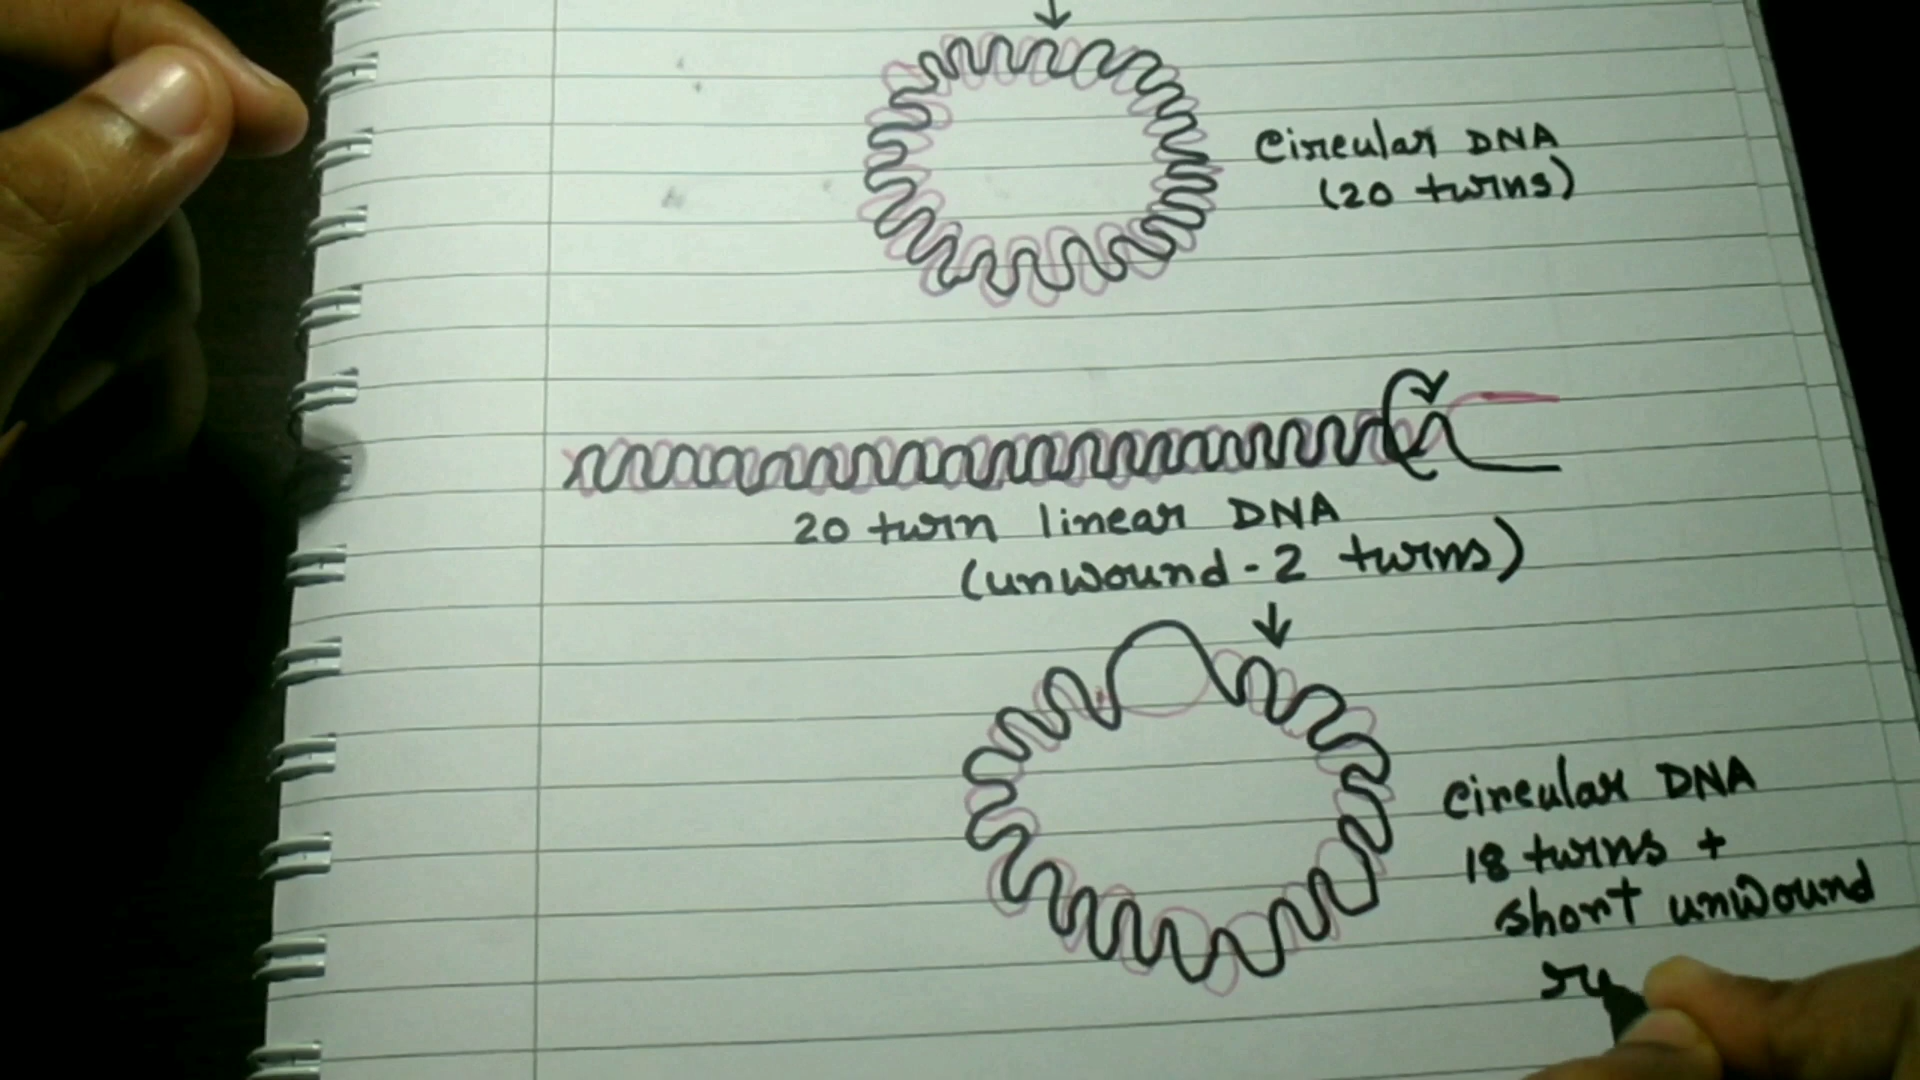 Circular DNA
(20 turns)
20 turn linear DNA
(unwound - 2 turns)
Circular DNA
18 turns +
short unwound